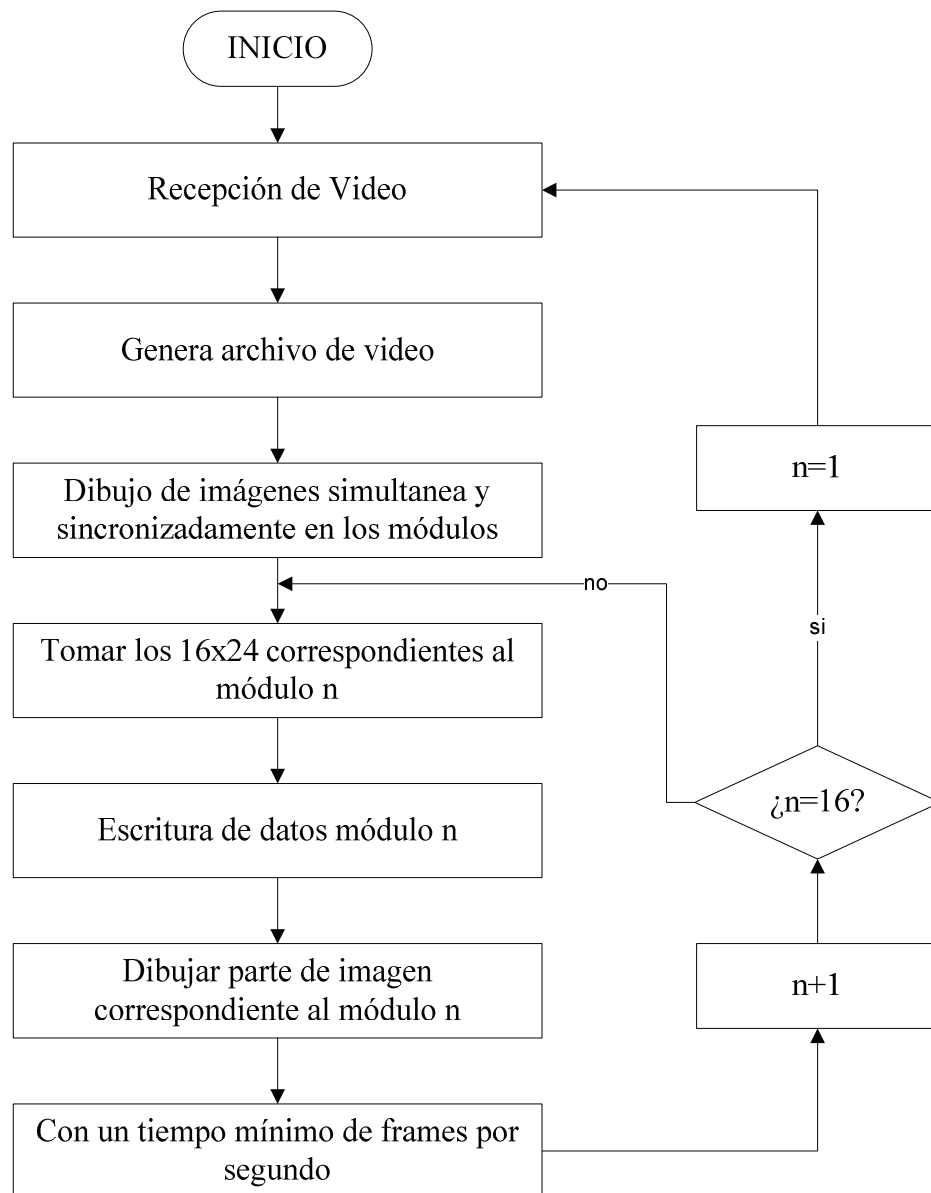 INICIO
Recepción de Video
Genera archivo de video
Dibujo de imágenes simultanea y
sincronizadamente en los módulos
no
Tomar los 16x24 correspondientes al
módulo n
Escritura de datos módulo n
Dibujar parte de imagen
correspondiente al módulo n
Con un tiempo mínimo de frames por
segundo
n+1
¿n=16?
si
n=1